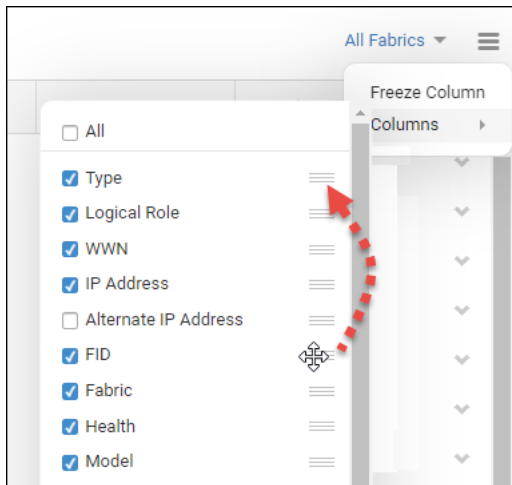 All Fabrics
Freeze Column
Columns
All
Type
Logical Role
WWN
IP Address
Alternate IP Address
FID
Fabric
Health
Model